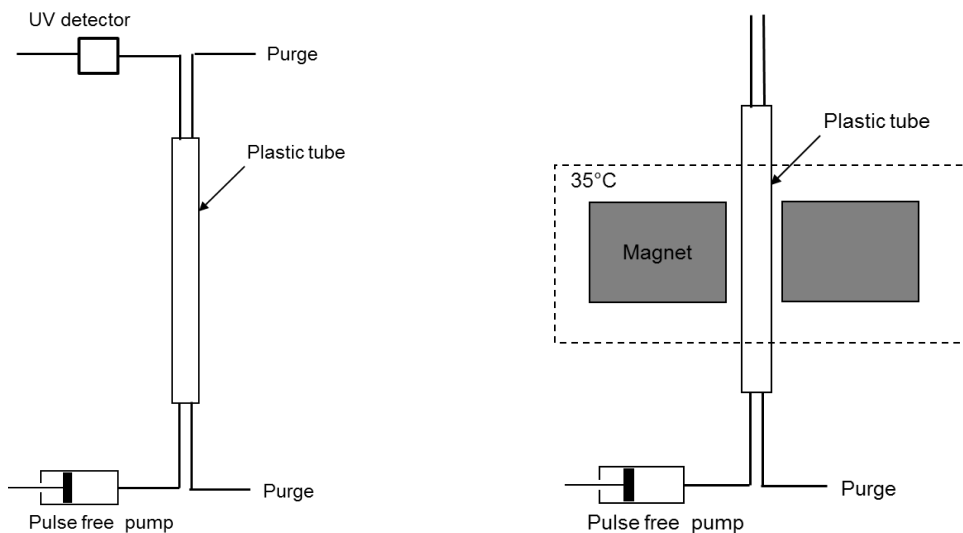 UV detector
Purge
Plastic tube
Purge
Pulse free pump
Plastic tube
35°C
Magnet
Purge
Pulse free pump